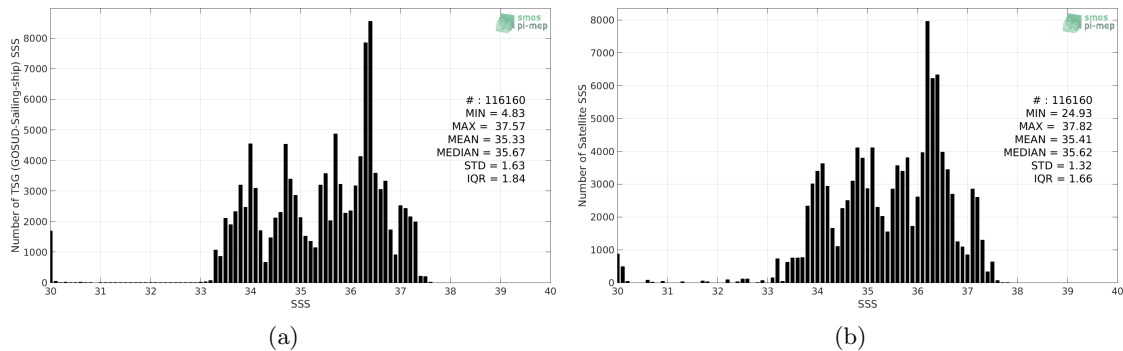 smos
pi-mep
Number of TSG (GOSUD-Sailing-ship) SSS
8000
7000
6000
5000
4000
3000
2000
1000
0
# : 116160
MIN = 4.83
MAX = 37.57
MEAN = 35.33
MEDIAN = 35.67
STD = 1.63
IQR = 1.84
30 31 32 33 34 35 36 37 38 39 40
SSS
(a)
smos
pi-mep
Number of Satellite SSS
8000
7000
6000
5000
4000
3000
2000
1000
0
# : 116160
MIN = 24.93
MAX = 37.82
MEAN = 35.41
MEDIAN = 35.62
STD = 1.32
IQR = 1.66
30 31 32 33 34 35 36 37 38 39 40
SSS
(b)